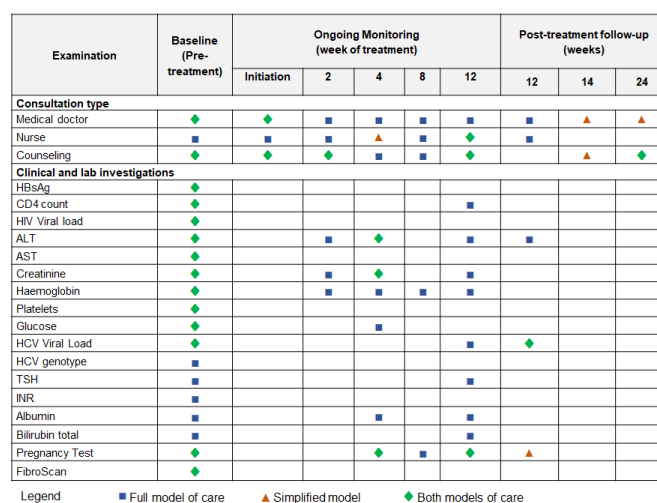 Examination
Baseline
(Pre-
treatment)
Ongoing Monitoring
(week of treatment)
Post-treatment follow-up
(weeks)
Initiation 2 4 8 12 12 14 24
Consultation type
Medical doctor
Nurse
Counseling
Clinical and lab investigations
HBsAg
CD4 count
HIV Viral load
ALT
AST
Creatinine
Haemoglobin
Platelets
Glucose
HCV Viral Load
HCV genotype
TSH
INR
Albumin
Bilirubin total
Pregnancy Test
FibroScan
Legend Full model of care Simplified model Both models of care